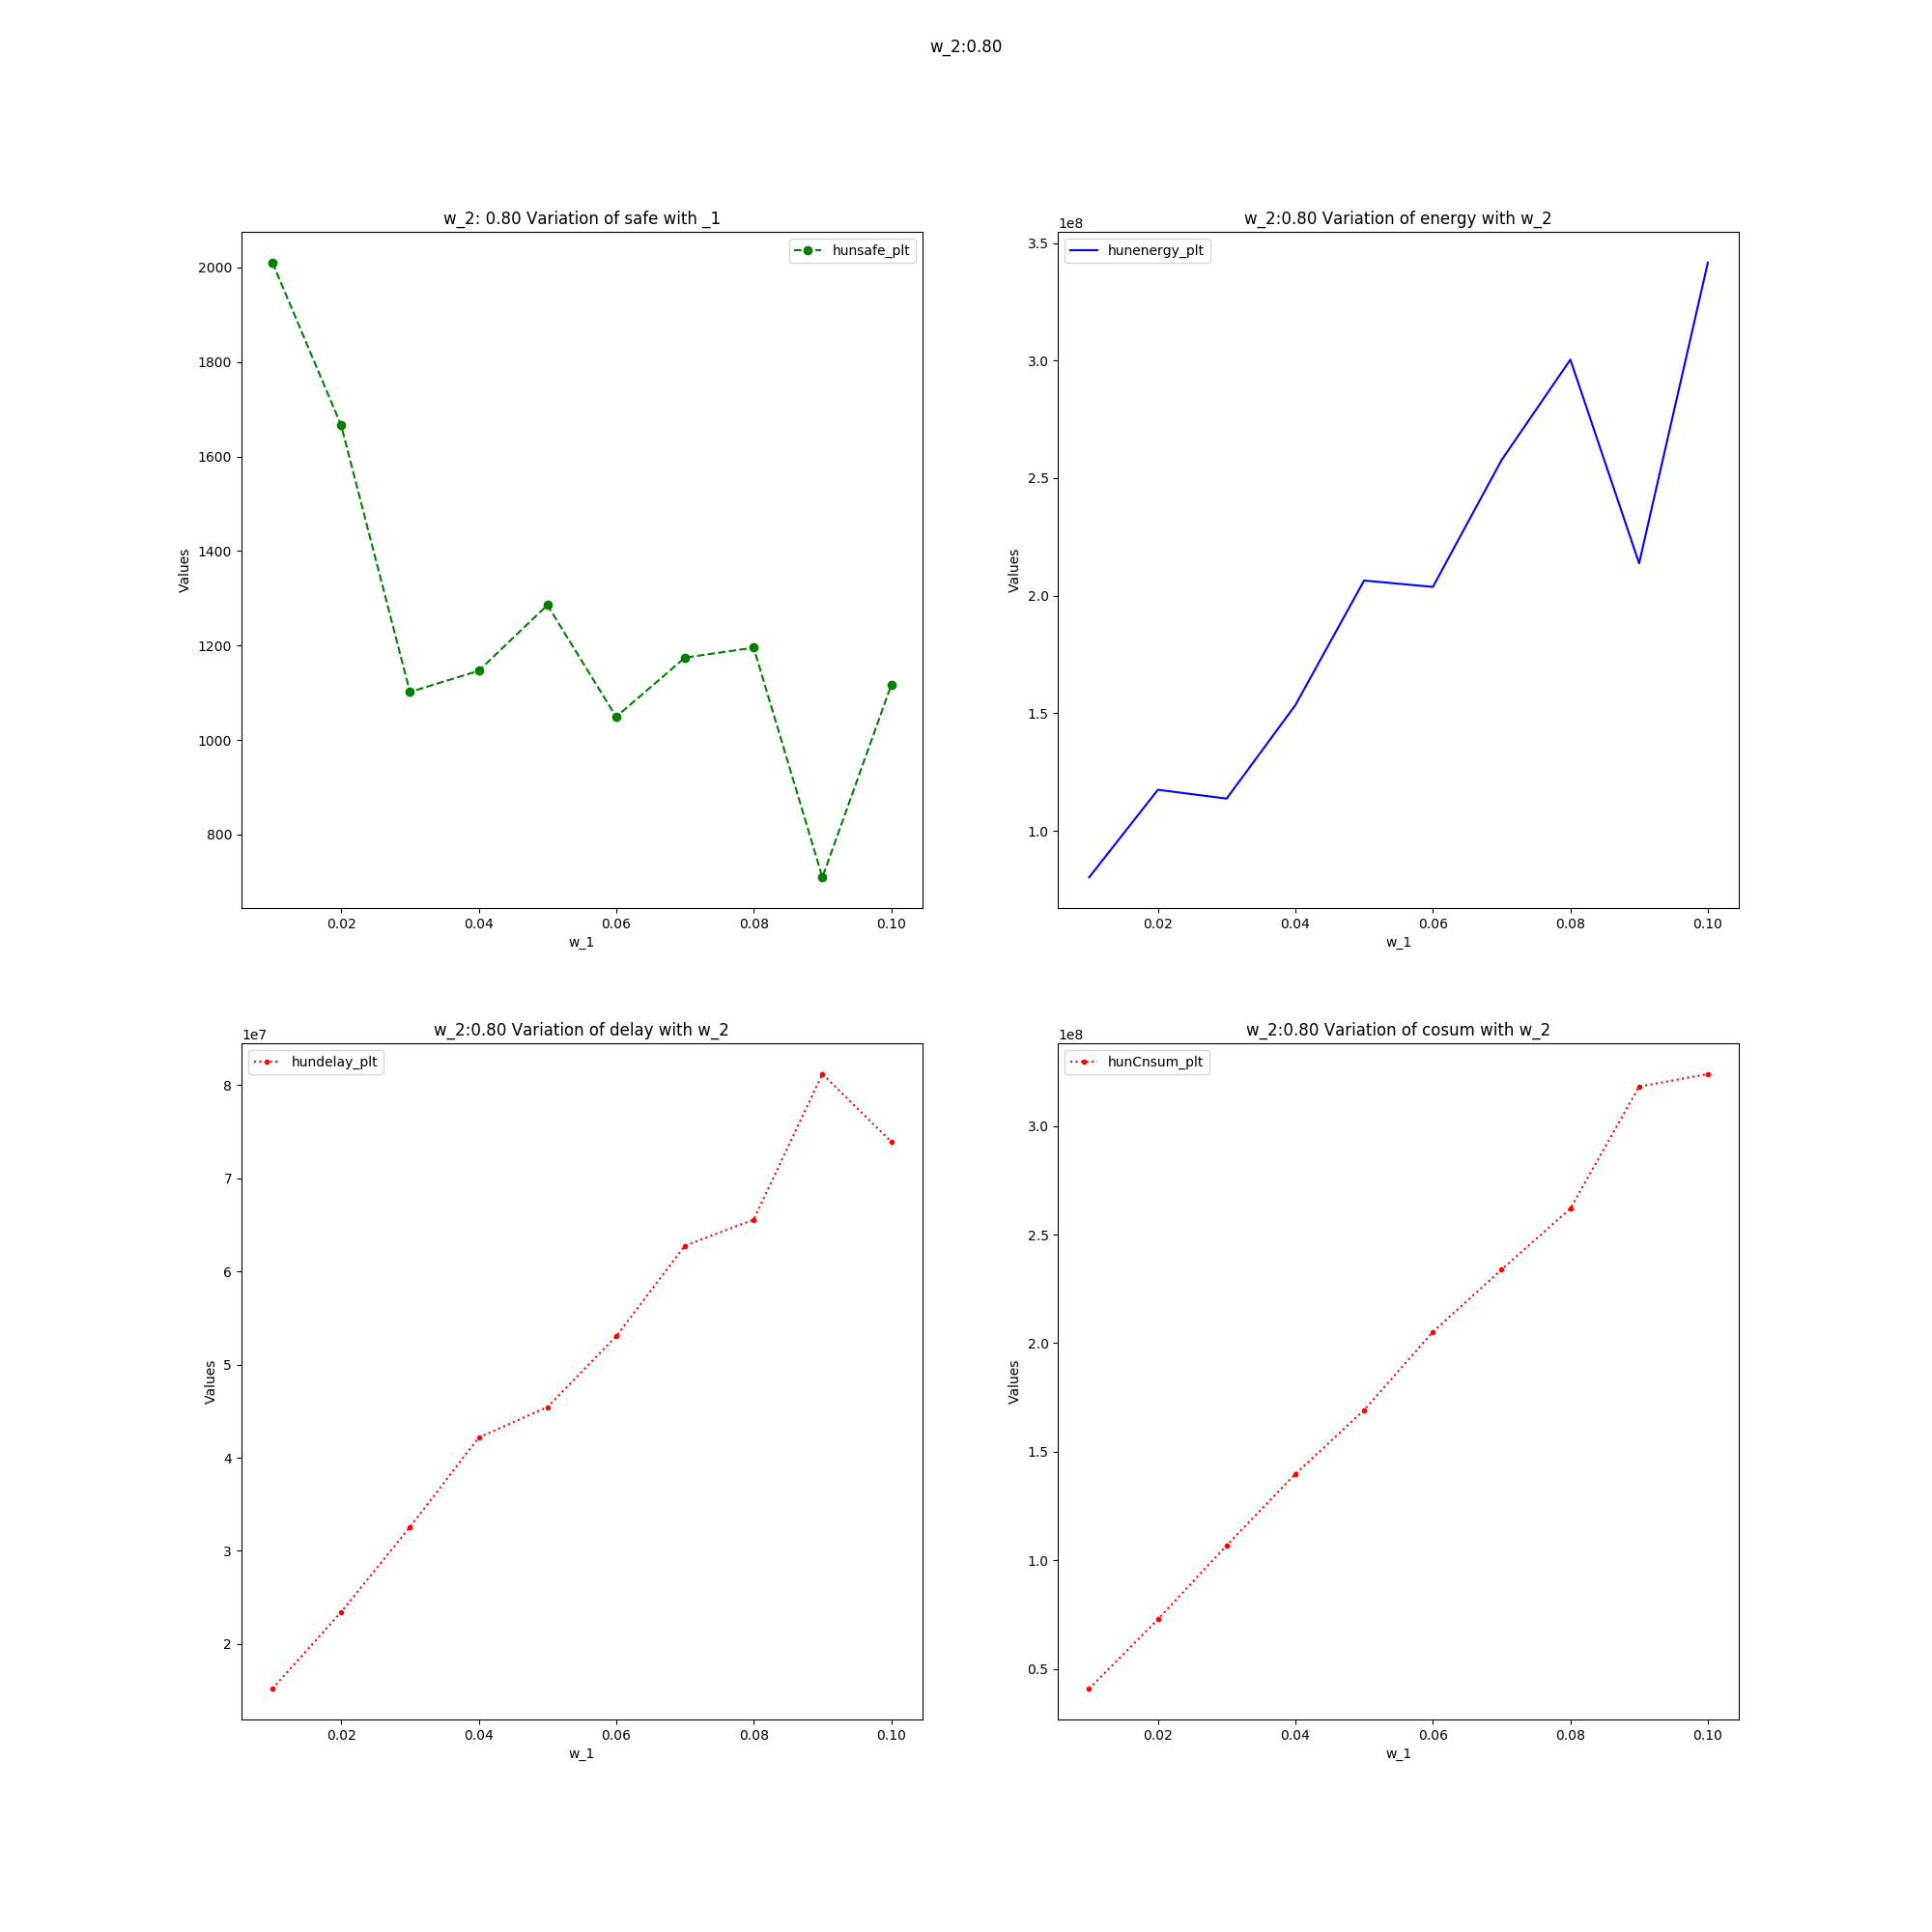 w_2:0.80
w_2: 0.80 Variation of safe with _1
hunsafe_plt
Values
2000
1800
1600
1400
1200
1000
800
0.02 0.04 0.06 0.08 0.10
w_1
w_2:0.80 Variation of energy with w_2
1e8
hunenergy_plt
Values
3.5
3.0
2.5
2.0
1.5
1.0
0.02 0.04 0.06 0.08 0.10
w_1
w_2:0.80 Variation of delay with w_2
1e7
hundelay_plt
Values
8
7
6
5
4
3
2
0.02 0.04 0.06 0.08 0.10
w_1
w_2:0.80 Variation of cosum with w_2
1e8
hunCnsum_plt
Values
3.0
2.5
2.0
1.5
1.0
0.5
0.02 0.04 0.06 0.08 0.10
w_1